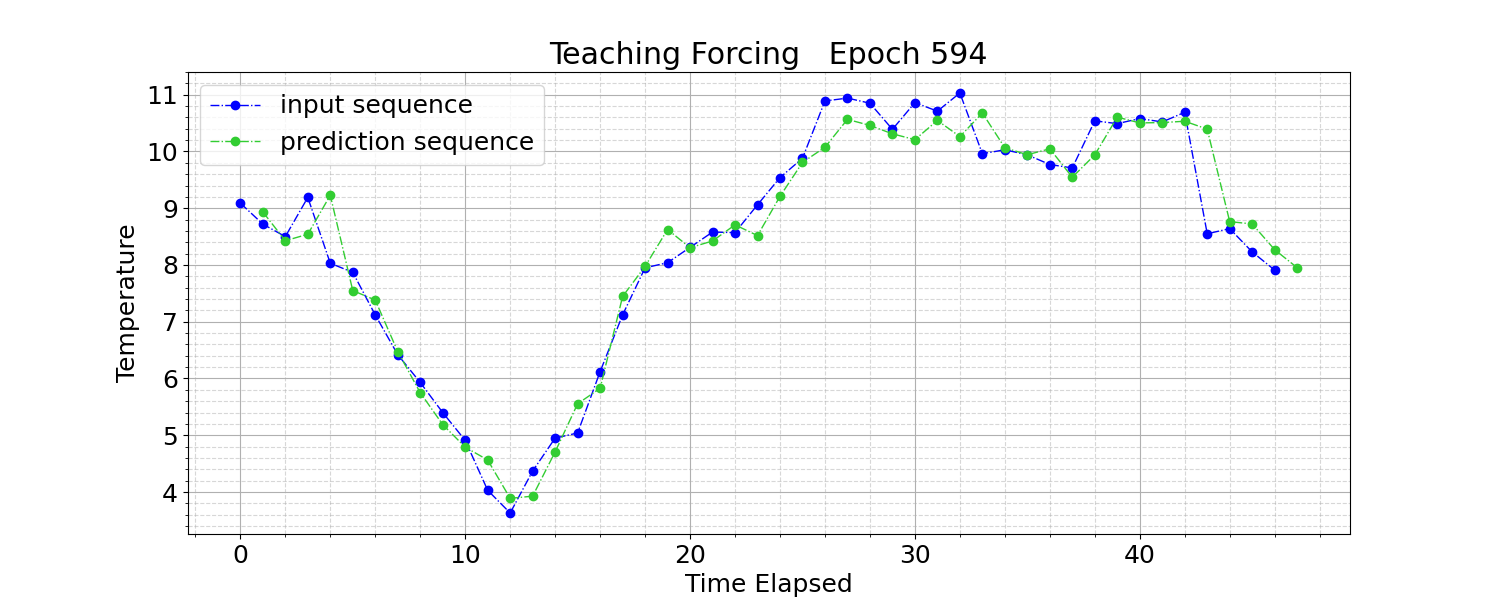 Teaching Forcing   Epoch 594
input sequence
prediction sequence
Temperature
11
10
9
8
7
6
5
4
0 10 20 30 40
Time Elapsed